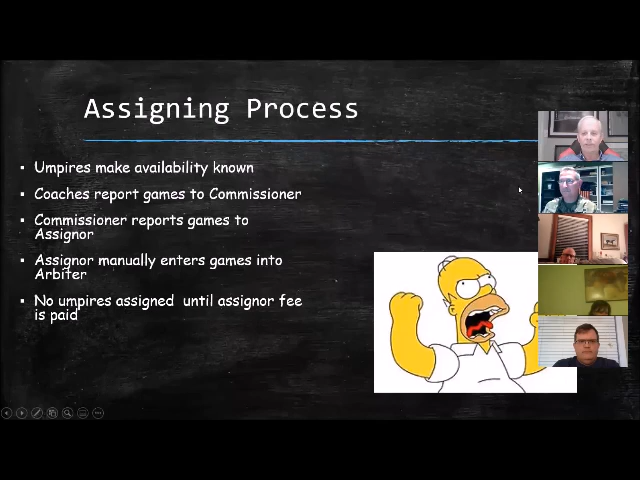 Assigning Process
▪ Umpires make availability known
▪ Coaches report games to Commissioner
▪ Commissioner reports games to
Assignor
▪ Assignor manually enters games into
Arbiter
▪ No umpires assigned until assignor fee
is paid